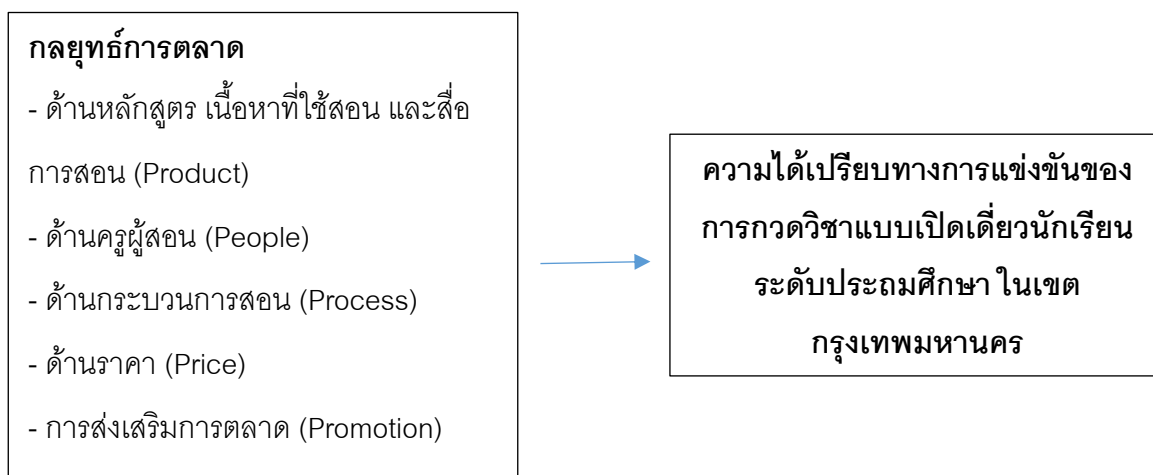 กลยุทธ์การตลาด
- ด้านหลักสูตร เนื้อหาที่ใช้สอน และสื่อ
การสอน (Product)
- ด้านครูผู้สอน (People)
- ด้านกระบวนการสอน (Process)
- ด้านราคา (Price)
- การส่งเสริมการตลาด (Promotion)
ความได้เปรียบทางการแข่งขันของ
การกวดวิชาแบบเปิดเดี่ยวนักเรียน
ระดับประถมศึกษา ในเขต
กรุงเทพมหานคร